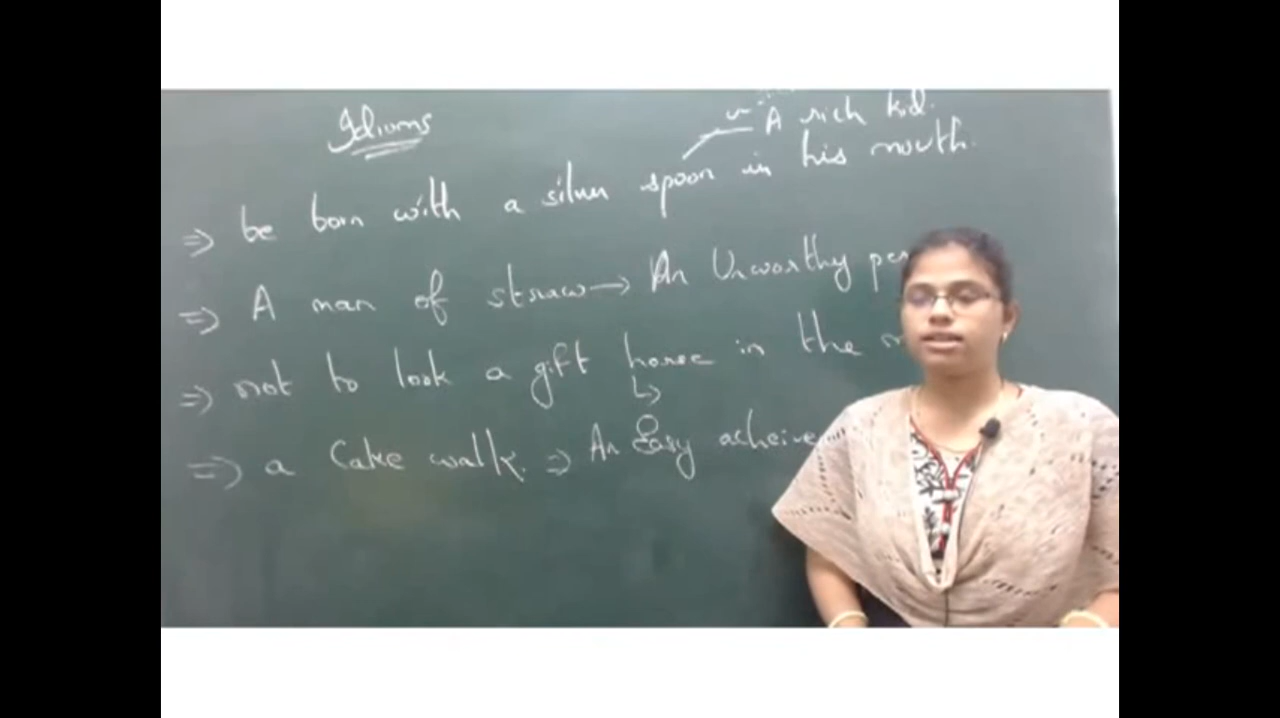 Idioms
A rich kid.
=> be born with a silver spoon in his mouth.
=> A man of straw → An Unworthy per
=> not to look a gift horse in the
=> a Cake walk. => An Easy acheive